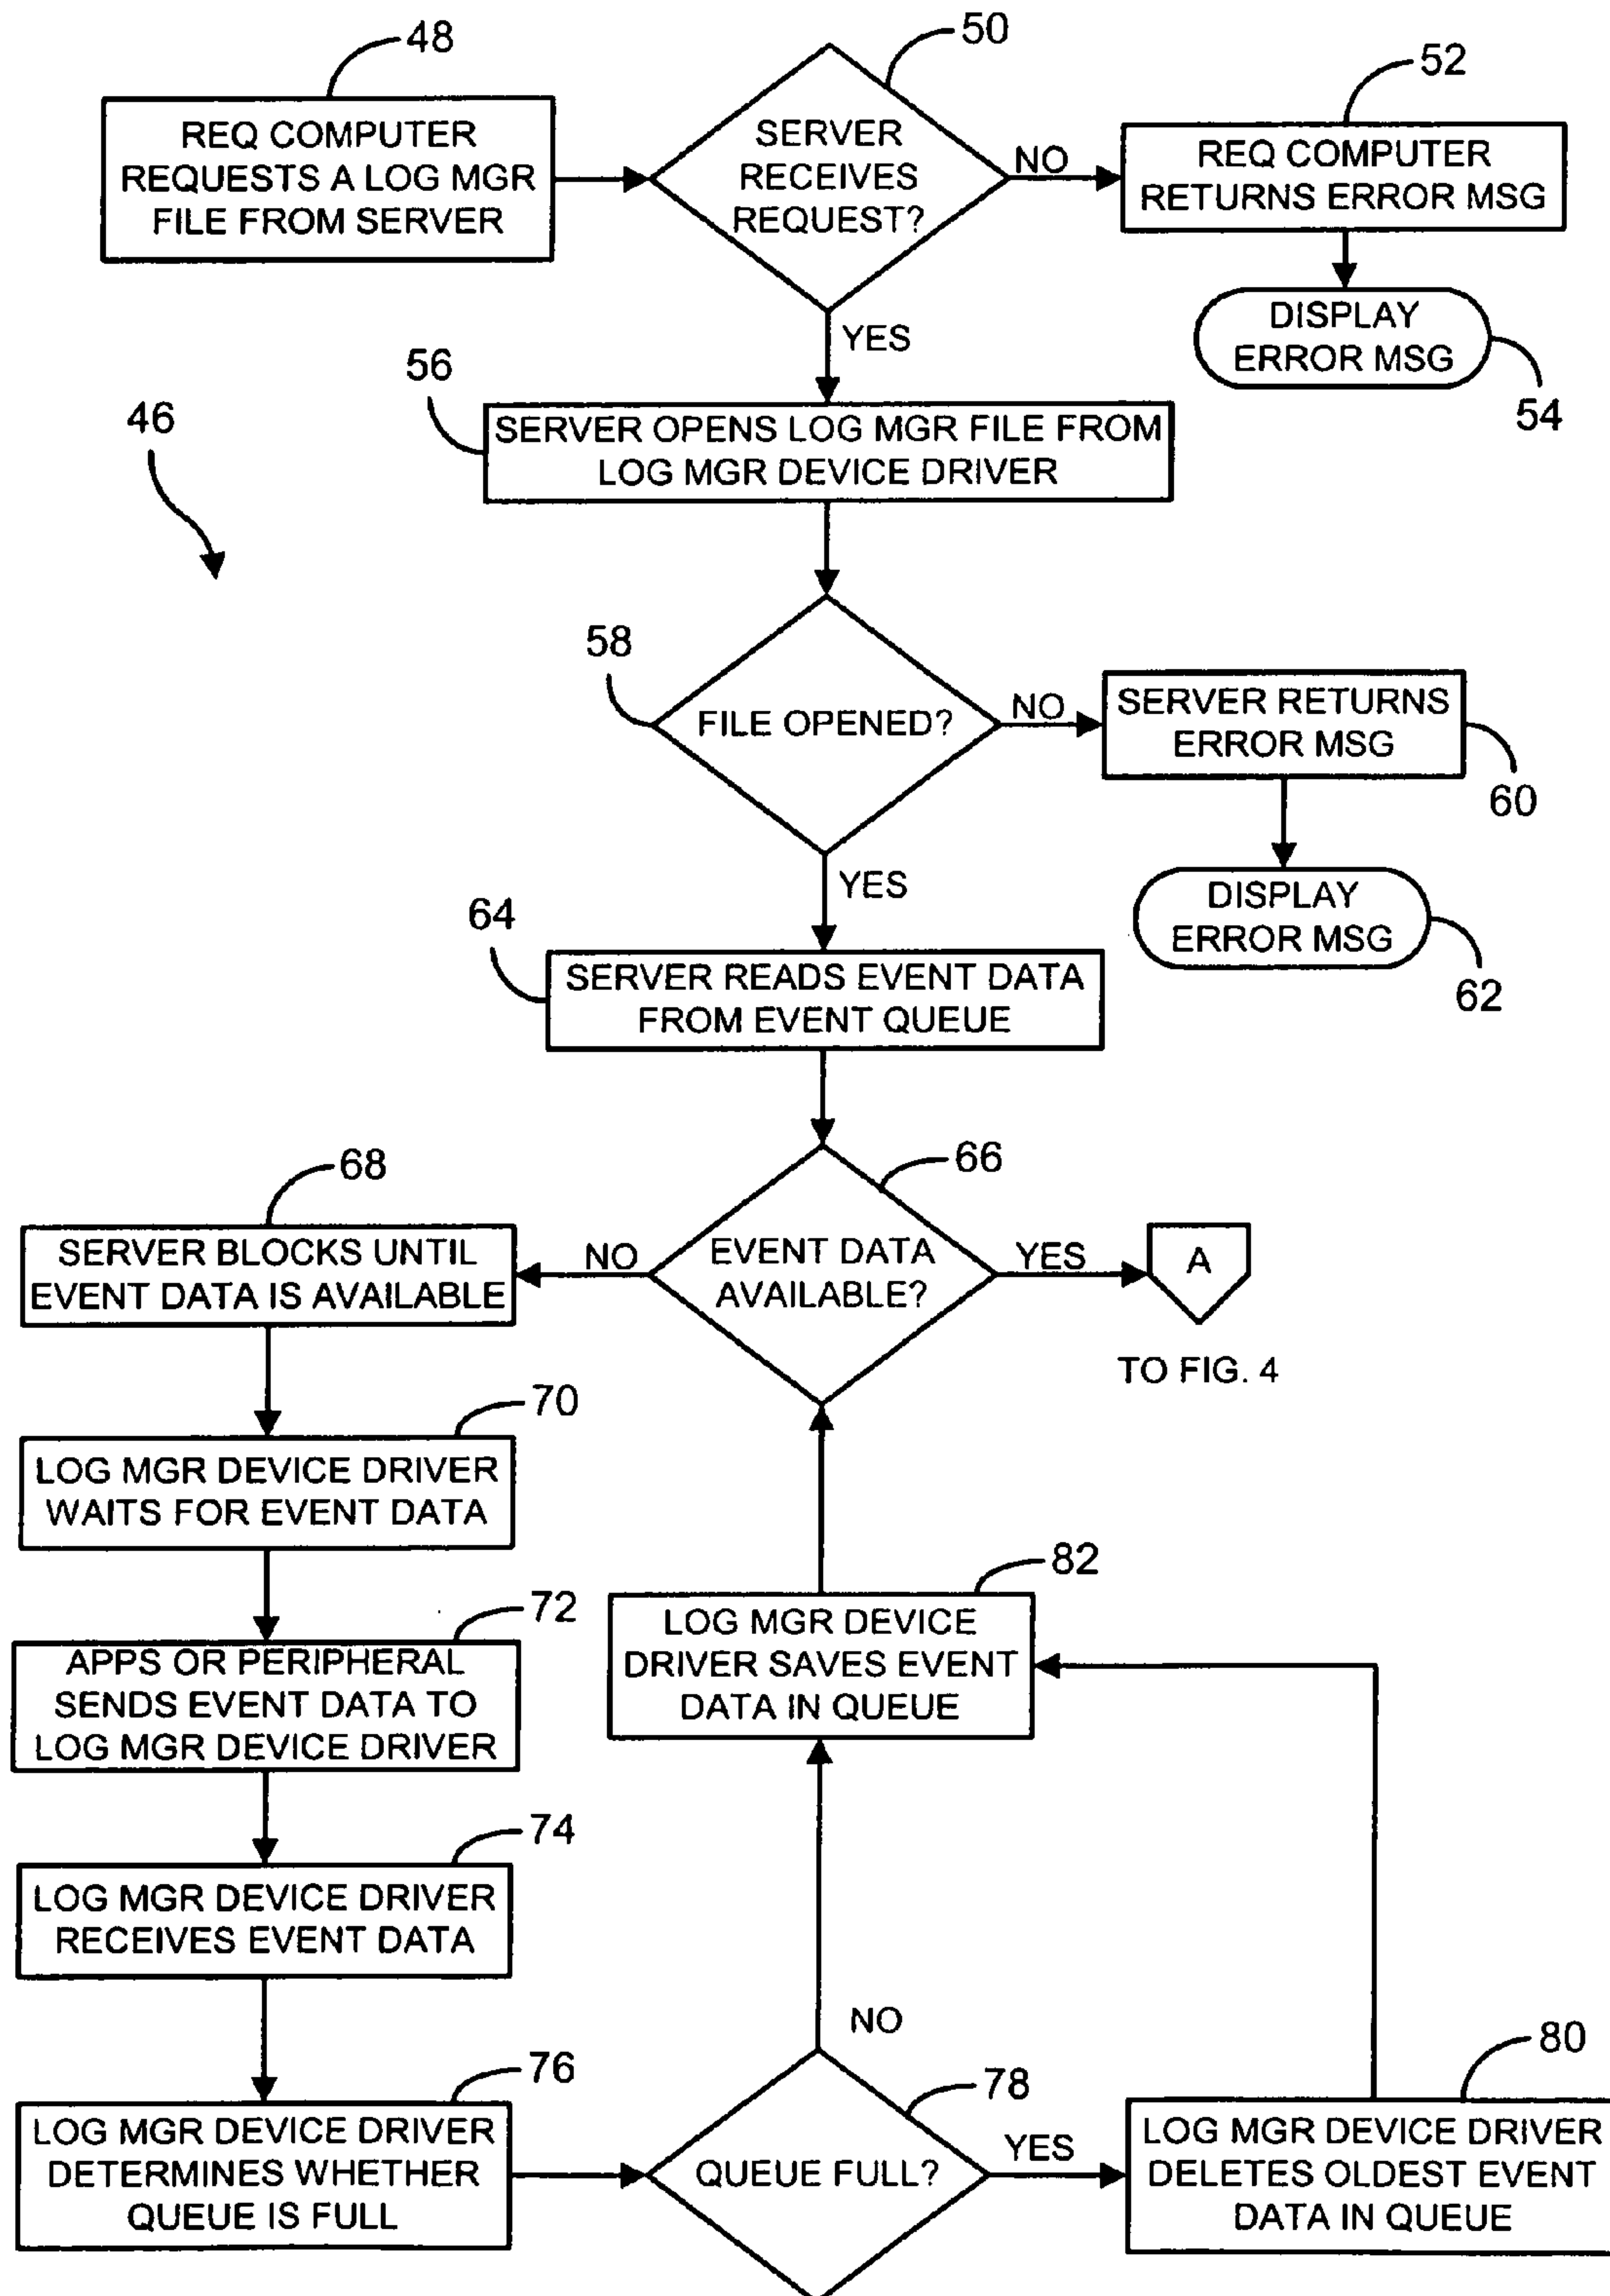 48
50
52
REQ COMPUTER
REQUESTS A LOG MGR
FILE FROM SERVER
SERVER
RECEIVES
REQUEST?
NO
REQ COMPUTER
RETURNS ERROR MSG
YES
DISPLAY
ERROR MSG
54
46
56
SERVER OPENS LOG MGR FILE FROM
LOG MGR DEVICE DRIVER
58
FILE OPENED?
NO
SERVER RETURNS
ERROR MSG
60
YES
DISPLAY
ERROR MSG
62
64
SERVER READS EVENT DATA
FROM EVENT QUEUE
66
68
SERVER BLOCKS UNTIL
EVENT DATA IS AVAILABLE
NO
EVENT DATA
AVAILABLE?
YES
A
TO FIG. 4
70
LOG MGR DEVICE DRIVER
WAITS FOR EVENT DATA
72
APPS OR PERIPHERAL
SENDS EVENT DATA TO
LOG MGR DEVICE DRIVER
82
LOG MGR DEVICE
DRIVER SAVES EVENT
DATA IN QUEUE
74
LOG MGR DEVICE DRIVER
RECEIVES EVENT DATA
NO
76
LOG MGR DEVICE DRIVER
DETERMINES WHETHER
QUEUE IS FULL
78
QUEUE FULL?
YES
80
LOG MGR DEVICE DRIVER
DELETES OLDEST EVENT
DATA IN QUEUE